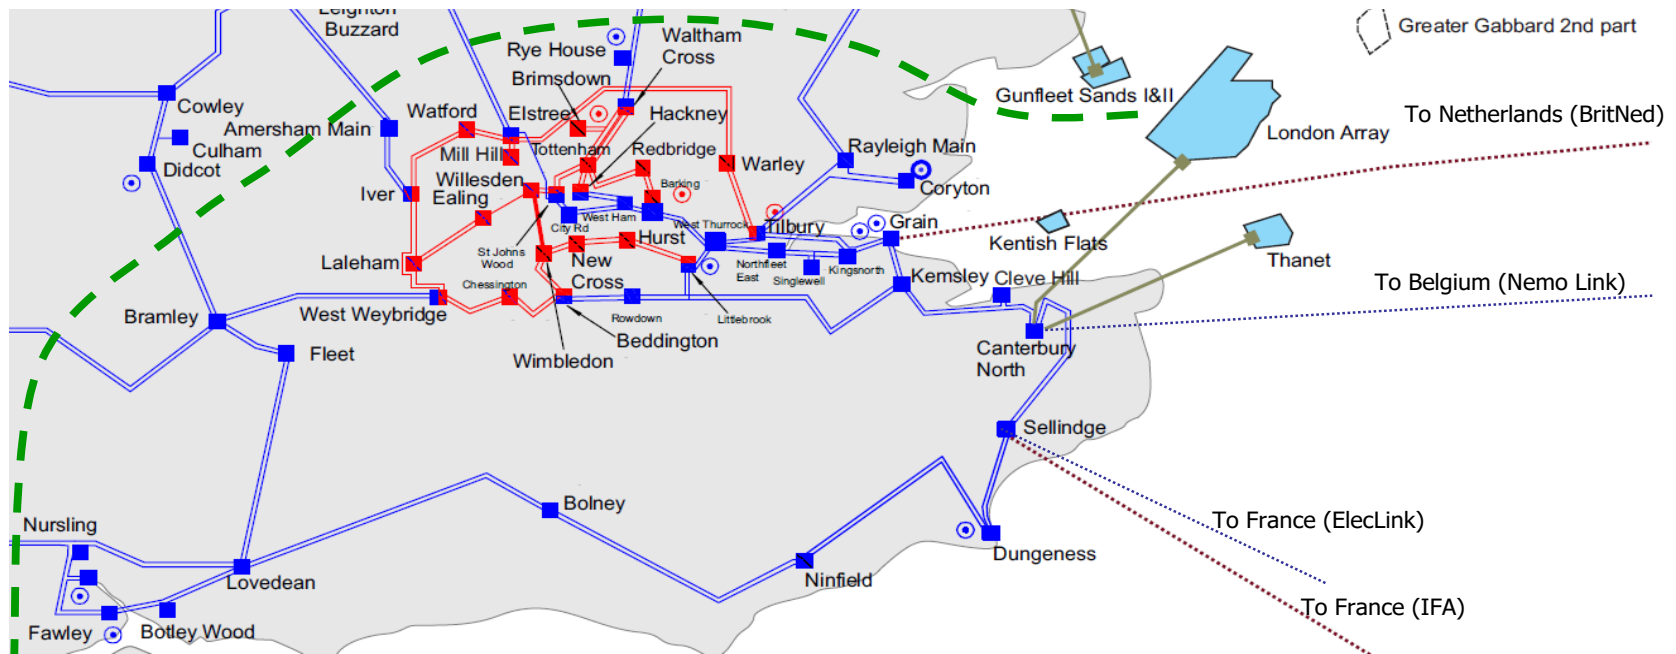 Leighton
Buzzard
Rye House
Waltham
Cross
Greater Gabbard 2nd part
Brimsdown
Gunfleet Sands I&II
Cowley
Watford
Elstree
Hackney
To Netherlands (BritNed)
Amersham Main
London Array
Culham
Mill Hill
Tottenham
Redbridge
Rayleigh Main
Didcot
Warley
Willesden
Barking
Coryton
Iver
Ealing
West Ham
West Thurrock
Tilbury
Grain
City Rd
Kentish Flats
St Johns
Wood
Hurst
Laleham
New
Cross
Northfleet
East
Kingsnorth
Thanet
Singlewell
Kemsley
Cleve Hill
To Belgium (Nemo Link)
Chessington
Bramley
West Weybridge
Rowdown
Littlebrook
Beddington
Fleet
Wimbledon
Canterbury
North
Sellindge
Bolney
Nursling
To France (ElecLink)
Dungeness
Lovedean
Ninfield
To France (IFA)
Fawley
Botley Wood